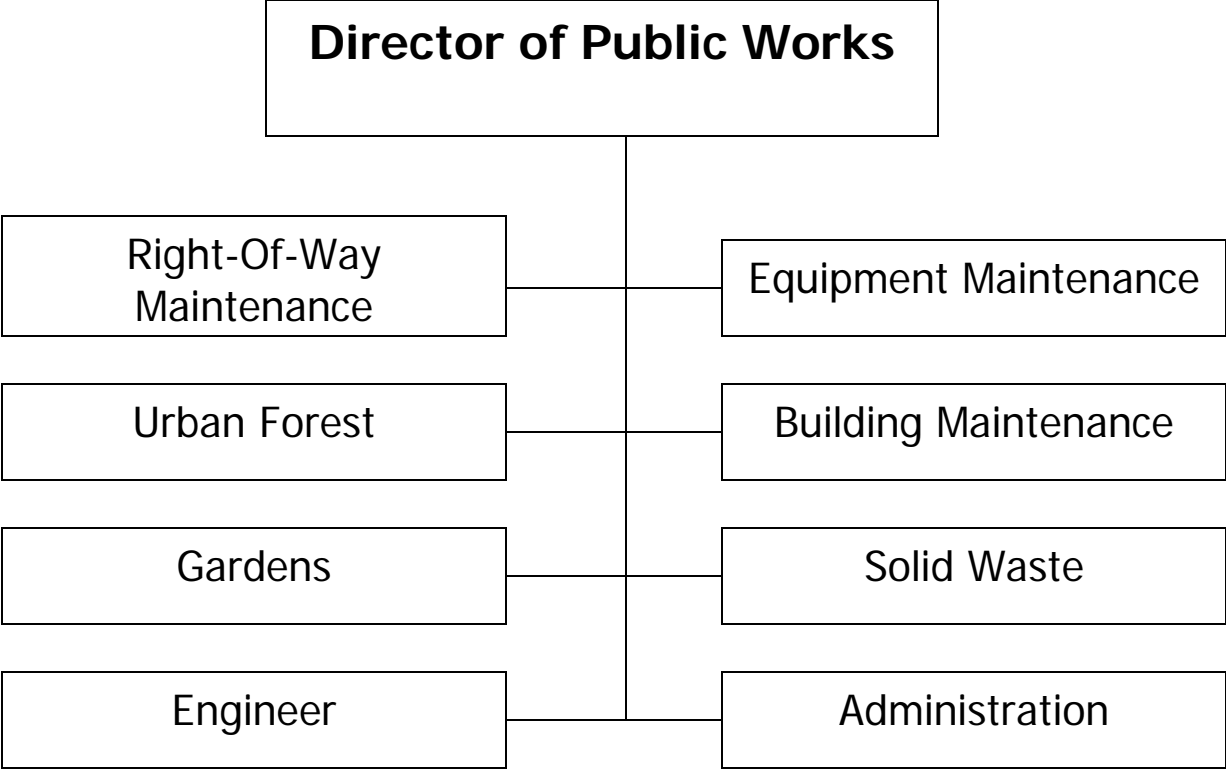 Director of Public Works
Right-Of-Way
Maintenance
Equipment Maintenance
Urban Forest
Building Maintenance
Gardens
Solid Waste
Engineer
Administration